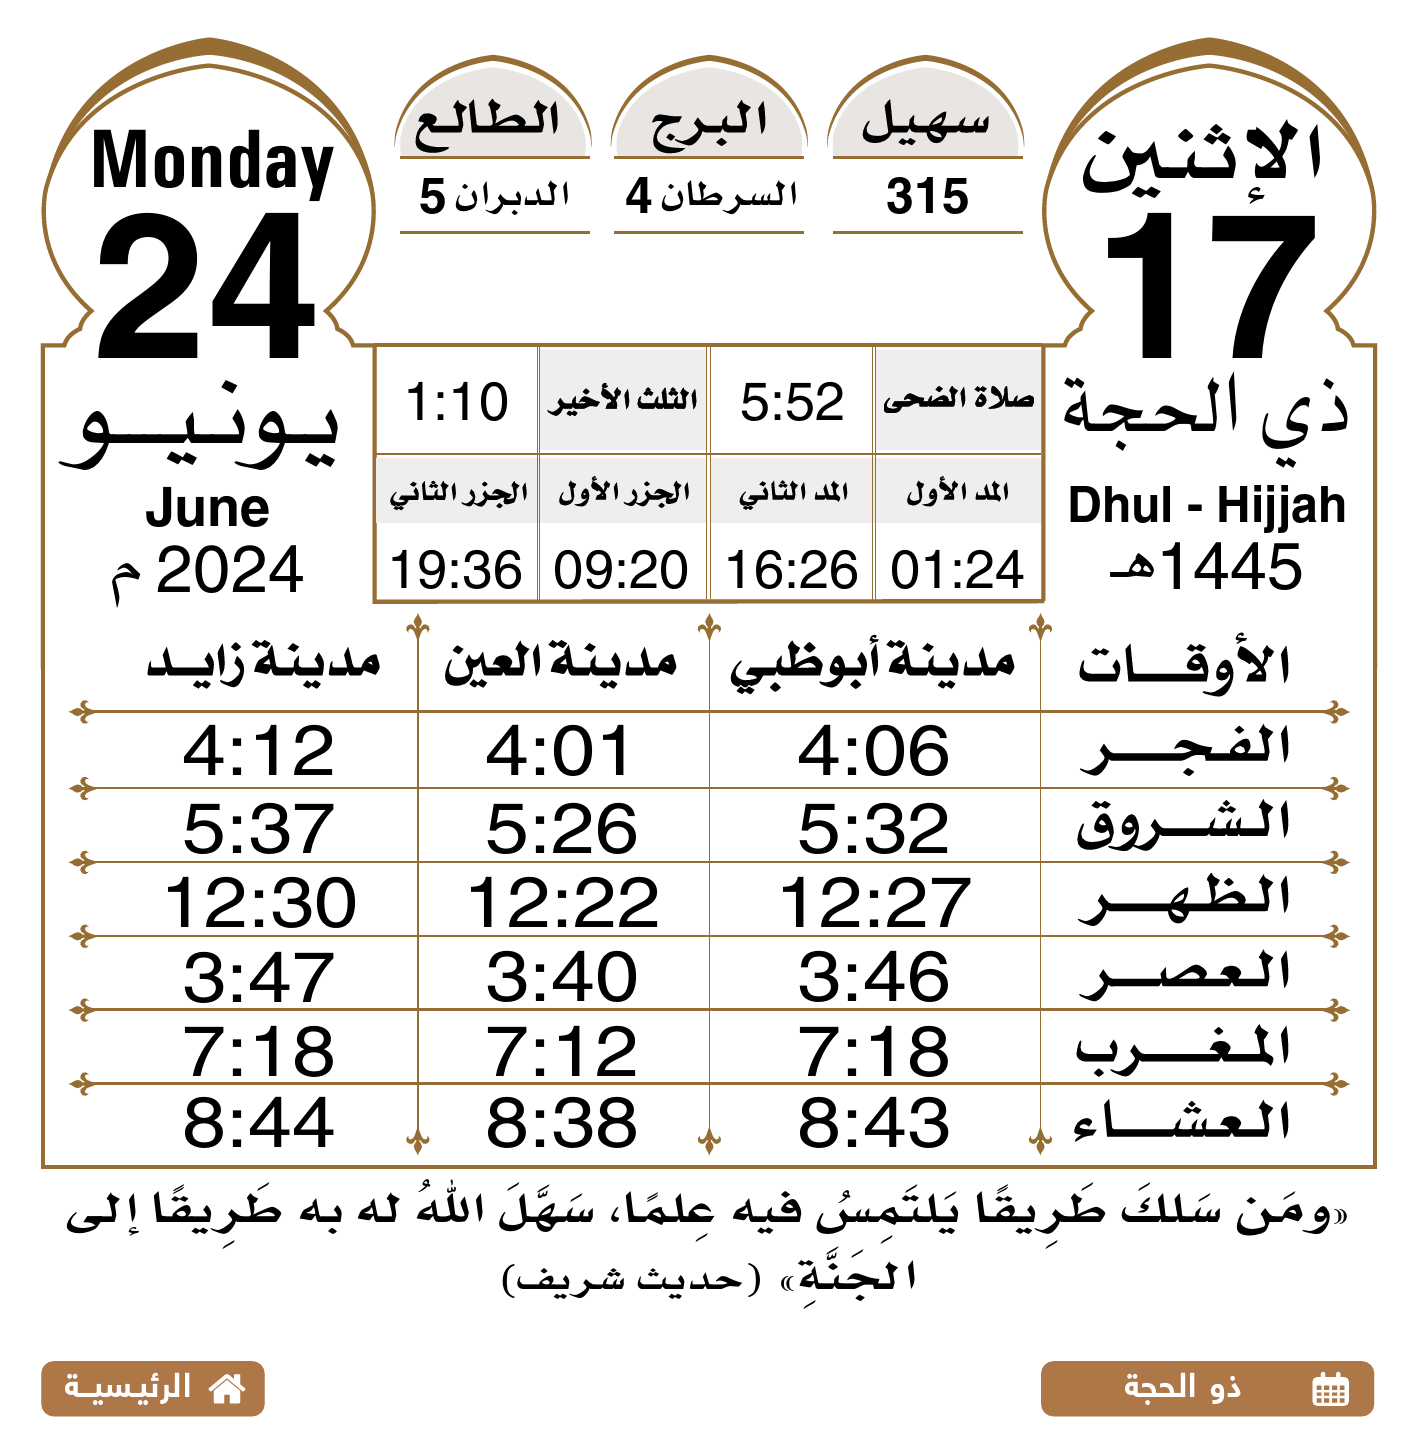 الإثنين
17
ذي الحجة
Dhul - Hijjah
1445هـ
سهيل
315
البرج
السرطان 4
الطالع
الدبران 5
Monday
24
يونيو
June
2024 م
صلاة الضحى 5:52 الثلث الأخير 1:10
المد الأول المد الثاني الجزر الأول الجزر الثاني
01:24 16:26 09:20 19:36
الأوقات مدينة أبوظبي مدينة العين مدينة زايد
الفجر 4:06 4:01 4:12
الشروق 5:32 5:26 5:37
الظهر 12:27 12:22 12:30
العصر 3:46 3:40 3:47
المغرب 7:18 7:12 7:18
العشاء 8:43 8:38 8:44
«ومَن سَلكَ طَرِيقًا يَلتَمِسُ فيه عِلمًا، سَهَّلَ اللهُ له به طَرِيقًا إلى
الجَنَّةِ» (حديث شريف)
ذو الحجة
الرئيسية